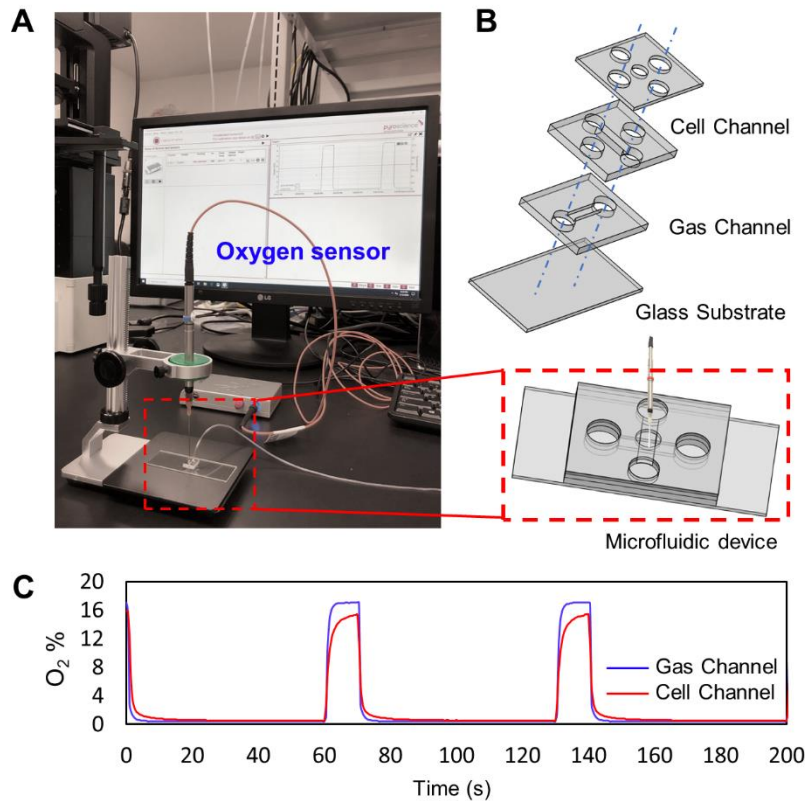 A
B
Oxygen sensor
LG
Cell Channel
Gas Channel
Glass Substrate
Microfluidic device
C
20
16
12
8
4
0
O₂ %
Gas Channel
Cell Channel
0 20 40 60 80 100 120 140 160 180 200
Time (s)